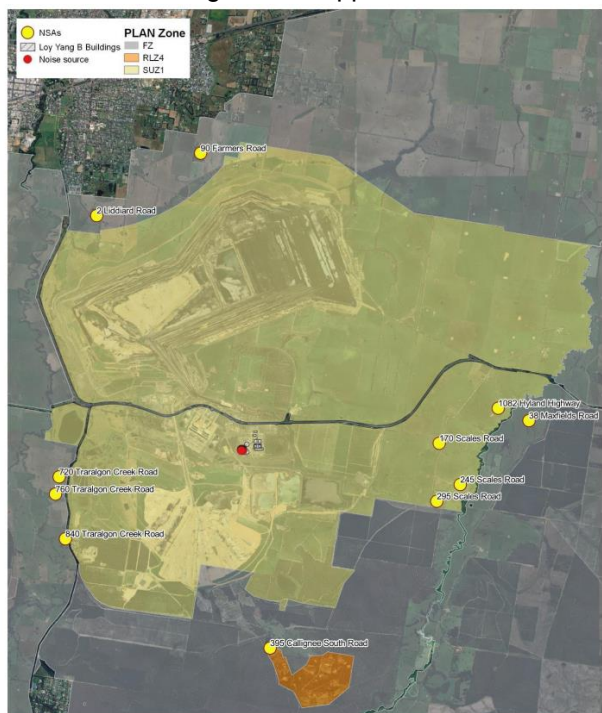 NSAs
Loy Yang B Buildings
Noise source
PLAN Zone
FZ
RLZ4
SUZ1
90 Farmers Road
2 Liddiard Road
1082 Hyland Highway
38 Maxfields Road
170 Scales Road
720 Traralgon Creek Road
760 Traralgon Creek Road
245 Scales Road
295 Scales Road
840 Traralgon Creek Road
395 Callignee South Road